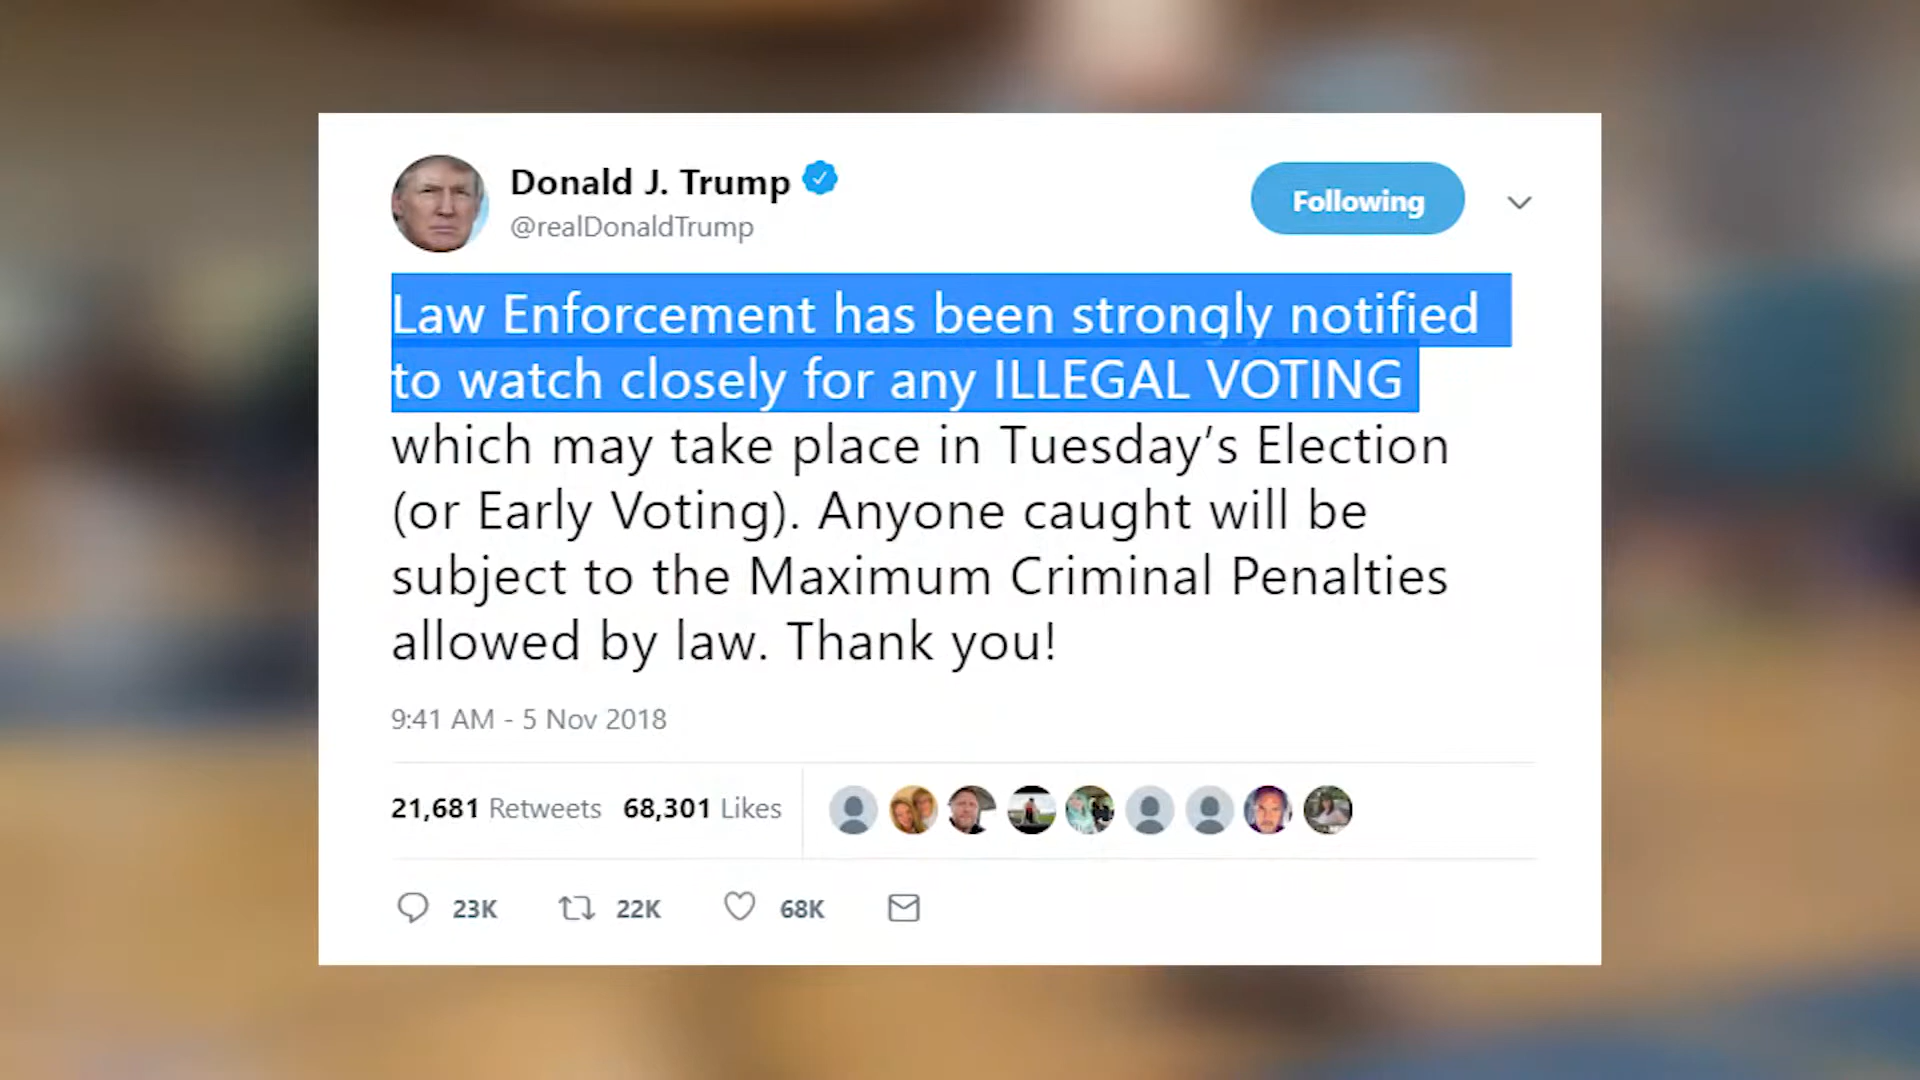 Donald J. Trump
@realDonaldTrump
Following
Law Enforcement has been strongly notified
to watch closely for any ILLEGAL VOTING
which may take place in Tuesday’s Election
(or Early Voting). Anyone caught will be
subject to the Maximum Criminal Penalties
allowed by law. Thank you!
9:41 AM - 5 Nov 2018
21,681 Retweets 68,301 Likes
23K 22K 68K